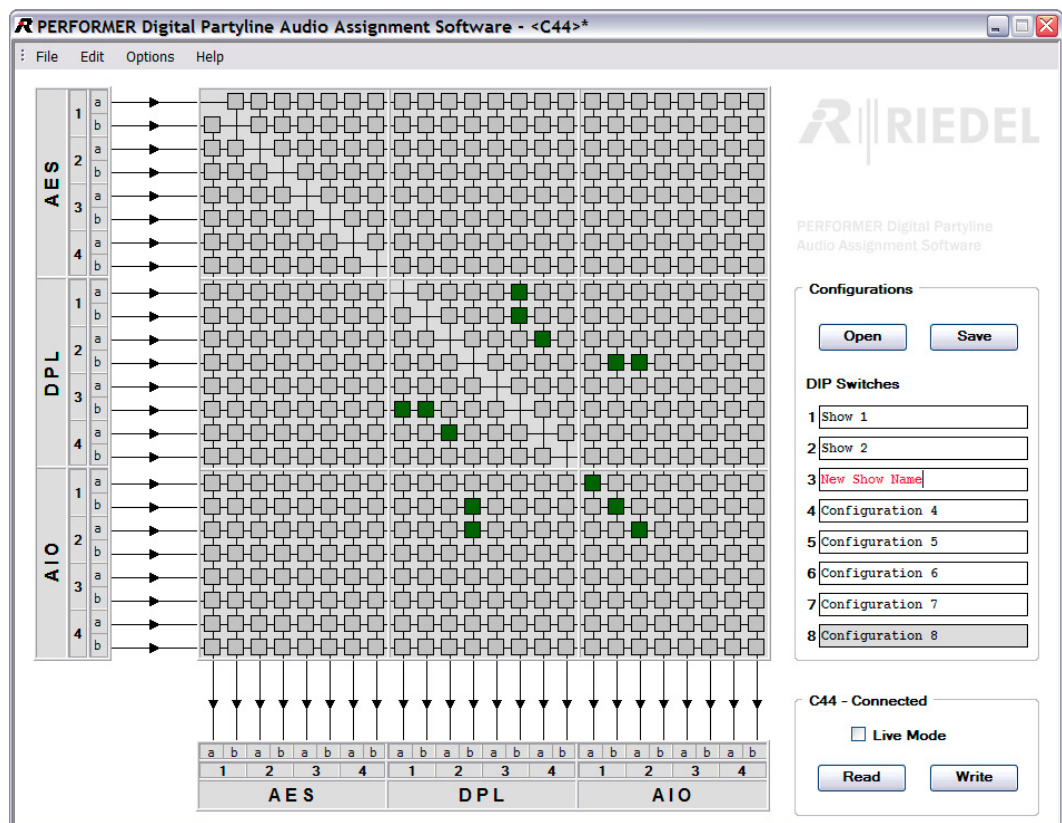 PERFORMER Digital Partyline Audio Assignment Software - <C44>*
File Edit Options Help
AES
1 a
b
2 a
b
3 a
b
4 a
b
DPL
1 a
b
2 a
b
3 a
b
4 a
b
AIO
1 a
b
2 a
b
3 a
b
4 a
b
a b a b a b a b a b a b a b a b a b a b a b a b
1 2 3 4 1 2 3 4 1 2 3 4
AES DPL AIO
RIEDEL
PERFORMER Digital Partyline
Audio Assignment Software
Configurations
Open Save
DIP Switches
1 Show 1
2 Show 2
3 New Show Name
4 Configuration 4
5 Configuration 5
6 Configuration 6
7 Configuration 7
8 Configuration 8
C44 - Connected
Live Mode
Read Write